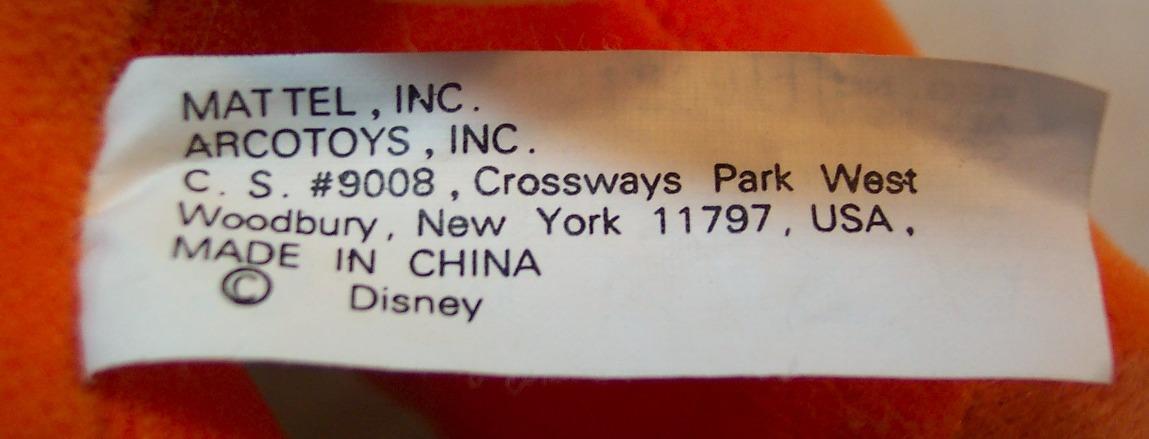 MATTEL, INC.
ARCOTOYS, INC.
C. S. #9008, Crossways Park West
Woodbury, New York 11797, USA.
MADE IN CHINA
© Disney